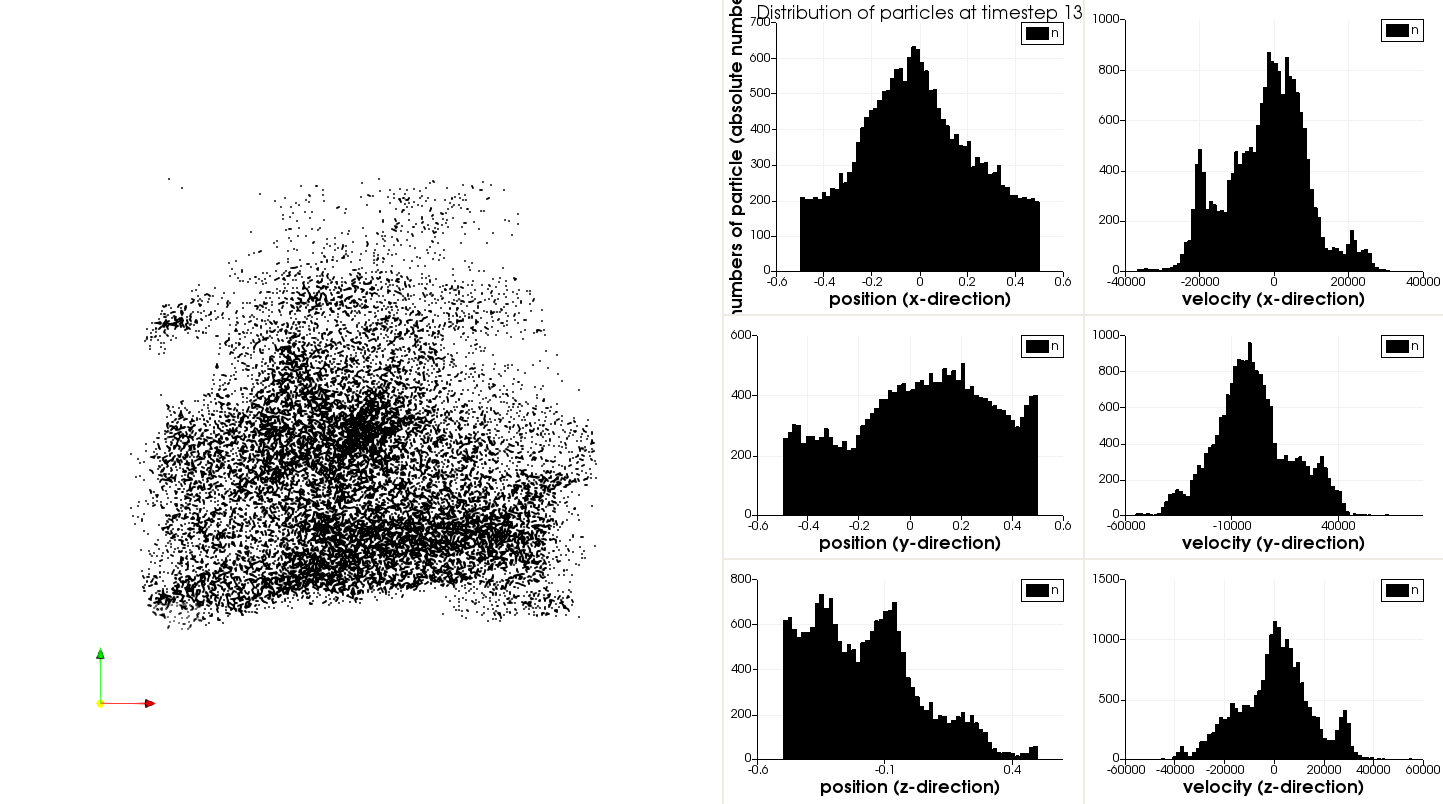 Distribution of particles at timestep 13
numbers of particle (absolute numbe
700
600
500
400
300
200
100
0
n
-0.6 -0.4 -0.2 0 0.2 0.4 0.6
position (x-direction)
1000
800
600
400
200
0
n
-40000 -20000 0 20000 40000
velocity (x-direction)
600
400
200
0
n
-0.6 -0.4 -0.2 0 0.2 0.4 0.6
position (y-direction)
1000
800
600
400
200
0
n
-60000 -10000 40000
velocity (y-direction)
800
600
400
200
0
n
-0.6 -0.1 0.4
position (z-direction)
1500
1000
500
0
n
-60000 -40000 -20000 0 20000 40000 60000
velocity (z-direction)